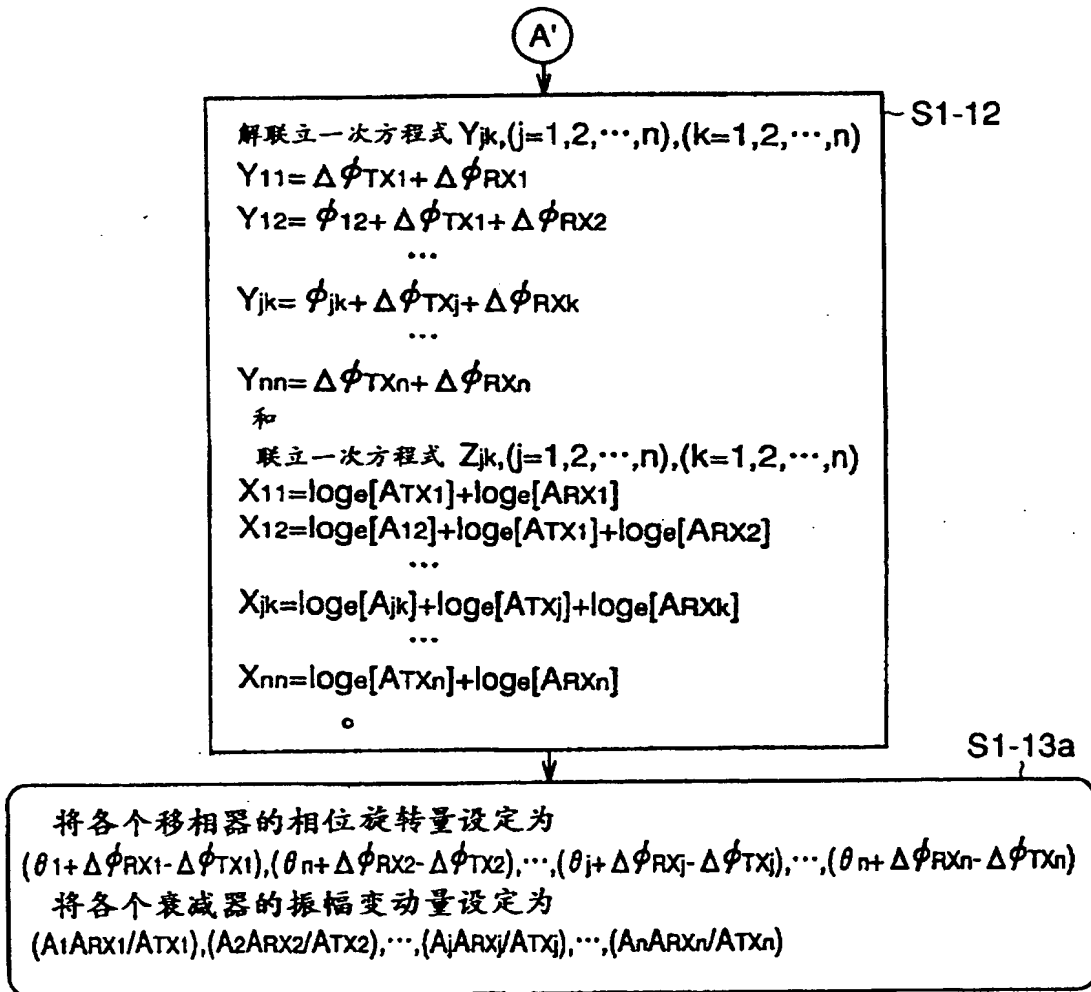 A'
S1-12
解联立一次方程式 Yjk,(j=1,2,⋯,n),(k=1,2,⋯,n)
Y11=ΔϕTX1+ΔϕRX1
Y12=ϕ12+ΔϕTX1+ΔϕRX2
⋯
Yjk=ϕjk+ΔϕTXj+ΔϕRXk
⋯
Ynn=ΔϕTXn+ΔϕRXn
和
联立一次方程式 Zjk,(j=1,2,⋯,n),(k=1,2,⋯,n)
X11=loge[ATX1]+loge[ARX1]
X12=loge[A12]+loge[ATX1]+loge[ARX2]
⋯
Xjk=loge[Ajk]+loge[ATXj]+loge[ARXk]
⋯
Xnn=loge[ATXn]+loge[ARXn]
。
S1-13a
将各个移相器的相位旋转量设定为
(θ1+ΔϕRX1-ΔϕTX1),(θn+ΔϕRX2-ΔϕTX2),⋯,(θj+ΔϕRXj-ΔϕTXj),⋯,(θn+ΔϕRXn-ΔϕTXn)
将各个衰减器的振幅变动量设定为
(A1ARX1/ATX1),(A2ARX2/ATX2),⋯,(AjARXj/ATXj),⋯,(AnARXn/ATXn)